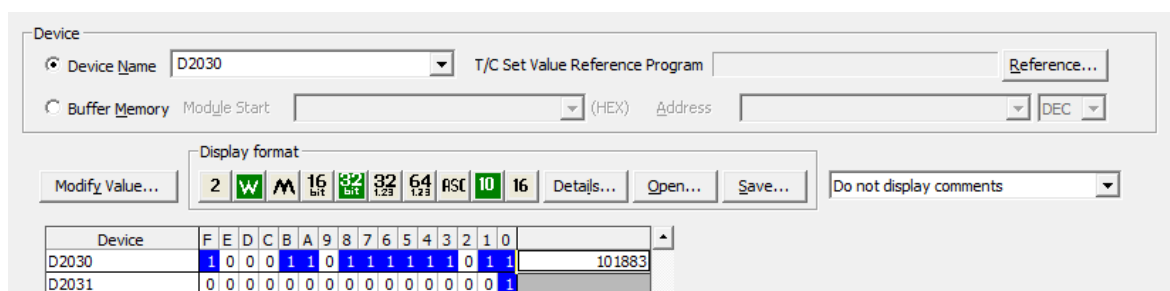 Device
Device Name D2030 T/C Set Value Reference Program Reference...
Buffer Memory Module Start (HEX) Address DEC
Display format
Modify Value... 2 W M 16 bit 32 bit 32 1.23 64 1.23 ASC 10 16 Details... Open... Save... Do not display comments
Device F E D C B A 9 8 7 6 5 4 3 2 1 0
D2030 1 0 0 0 1 1 0 1 1 1 1 1 1 0 1 1 101883
D2031 0 0 0 0 0 0 0 0 0 0 0 0 0 0 0 1